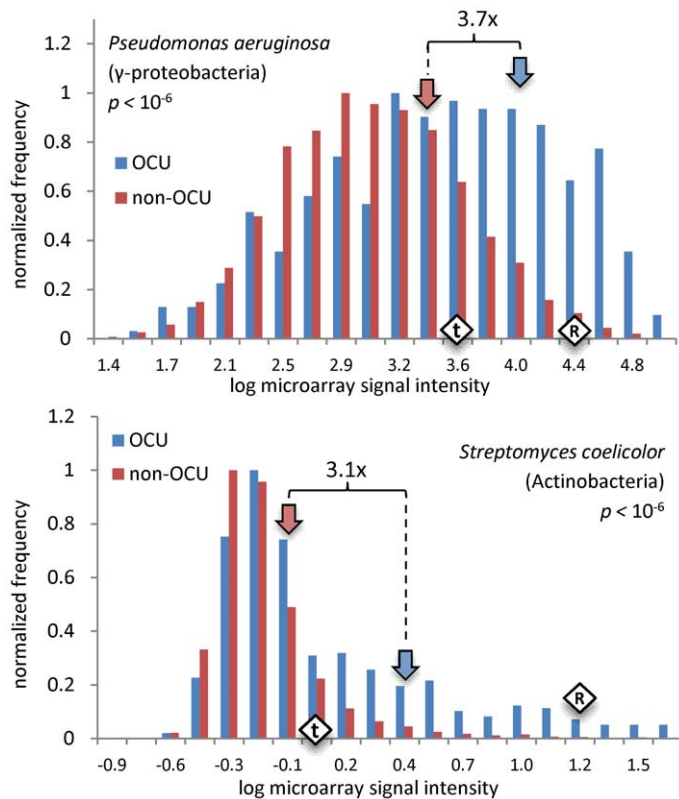 3.7x
1.2
Pseudomonas aeruginosa
(γ-proteobacteria)
p < 10⁻⁶
1
OCU
0.8
non-OCU
0.6
0.4
0.2
0
t
R
normalized frequency
1.4 1.7 2.1 2.5 2.9 3.2 3.6 4.0 4.4 4.8
log microarray signal intensity
1.2
OCU
non-OCU
3.1x
Streptomyces coelicolor
(Actinobacteria)
p < 10⁻⁶
1
0.8
0.6
0.4
0.2
0
R
t
normalized frequency
-0.9 -0.6 -0.3 -0.1 0.2 0.4 0.7 1.0 1.2 1.5
log microarray signal intensity